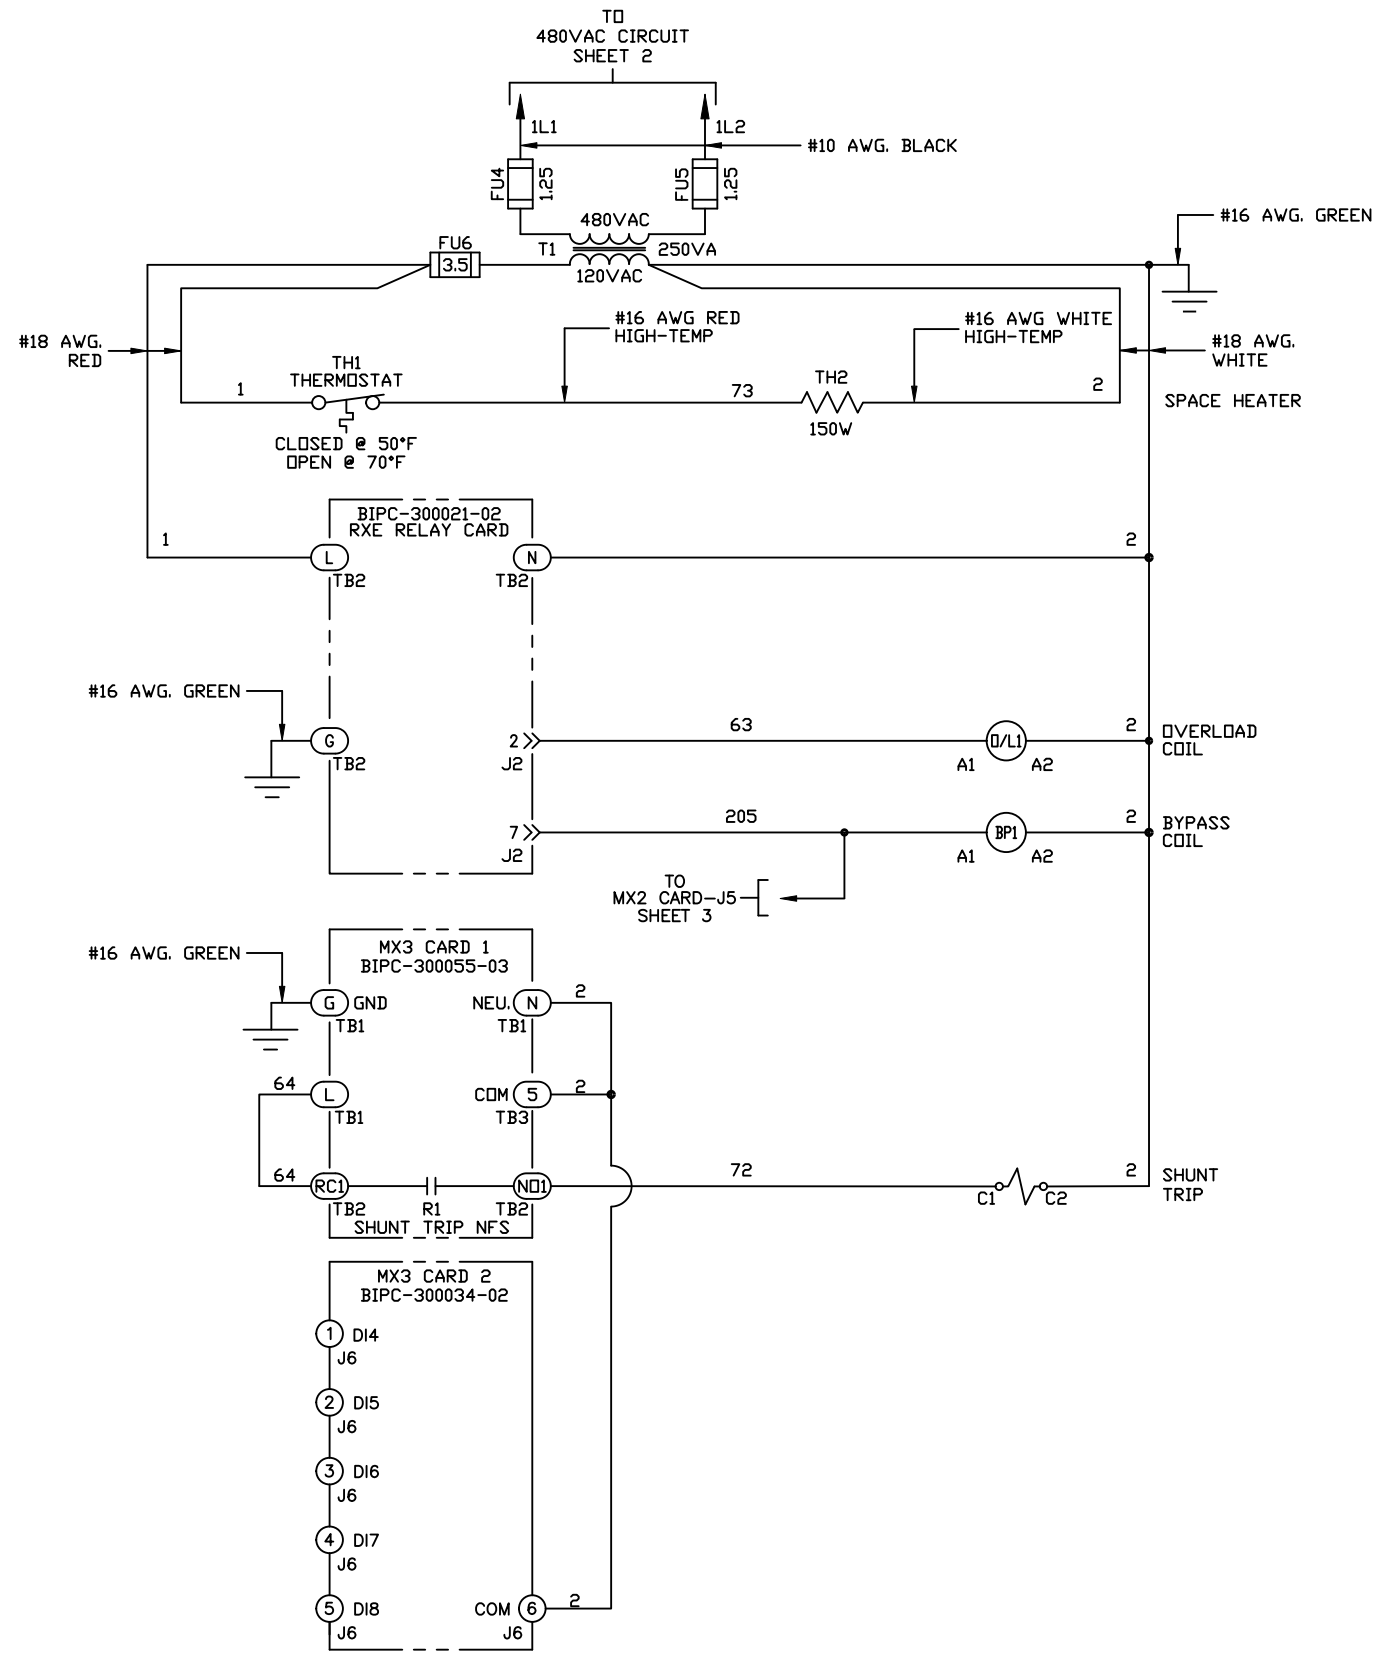 TO
480VAC CIRCUIT
SHEET 2
1L1
1L2
#10 AWG. BLACK
FU4
1.25
FU5
1.25
480VAC
#16 AWG. GREEN
FU6
T1
250VA
3.5
120VAC
#16 AWG RED
HIGH-TEMP
#16 AWG WHITE
HIGH-TEMP
#18 AWG.
RED
#18 AWG.
WHITE
TH1
THERMOSTAT
TH2
1
73
2
SPACE HEATER
150W
CLOSED @ 50°F
OPEN @ 70°F
BIPC-300021-02
RXE RELAY CARD
1
2
L
N
TB2
TB2
#16 AWG. GREEN
63
2
OVERLOAD
COIL
G
2
O/L1
TB2
J2
A1
A2
205
2
BYPASS
COIL
7
BP1
J2
A1
A2
TO
MX2 CARD-J5
SHEET 3
MX3 CARD 1
BIPC-300055-03
#16 AWG. GREEN
G
GND
NEU.
N
2
TB1
TB1
64
L
COM
5
2
TB1
TB3
64
72
2
SHUNT
TRIP
RC1
NO1
C1
C2
TB2
R1
TB2
SHUNT TRIP NFS
MX3 CARD 2
BIPC-300034-02
1
DI4
J6
2
DI5
J6
3
DI6
J6
4
DI7
J6
5
DI8
COM
6
2
J6
J6